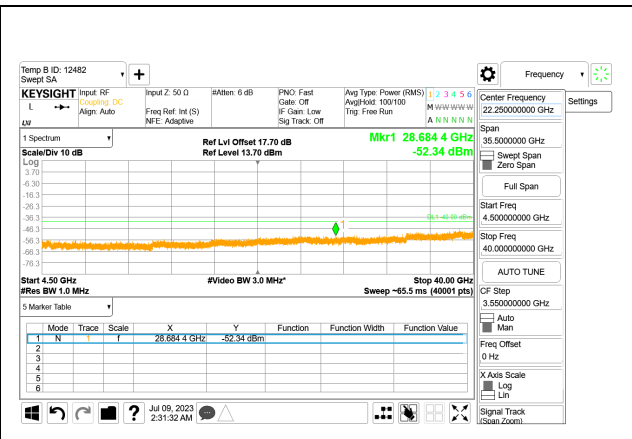 Temp B ID: 12482
Swept SA
Frequency
KEYSIGHT
Input: RF
Coupling: DC
Align: Auto
Input Z: 50 Ω
Freq Ref: Int (S)
NFE: Adaptive
#Atten: 6 dB
PNO: Fast
Gate: Off
IF Gain: Low
Sig Track: Off
Avg Type: Power (RMS)
Avg|Hold: 100/100
Trig: Free Run
1 2 3 4 5 6
M W W W W W
A N N N N N
L
1 Spectrum
Scale/Div 10 dB
Ref Lvl Offset 17.70 dB
Ref Level 13.70 dBm
Mkr1 28.684 4 GHz
-52.34 dBm
Log
3.70
-6.30
-16.3
-26.3
-36.3
-46.3
-56.3
-66.3
-76.3
DL1 -40.00 dBm
1
Start 4.50 GHz
#Res BW 1.0 MHz
#Video BW 3.0 MHz*
Stop 40.00 GHz
Sweep ~65.5 ms (40001 pts)
5 Marker Table
Mode Trace Scale X Y Function Function Width Function Value
1 N 1 f 28.684 4 GHz -52.34 dBm
2
3
4
5
6
Jul 09, 2023
2:31:32 AM
Center Frequency
22.250000000 GHz
Settings
Span
35.5000000 GHz
Swept Span
Zero Span
Full Span
Start Freq
4.500000000 GHz
Stop Freq
40.000000000 GHz
AUTO TUNE
CF Step
3.550000000 GHz
Auto
Man
Freq Offset
0 Hz
X Axis Scale
Log
Lin
Signal Track
(Span Zoom)